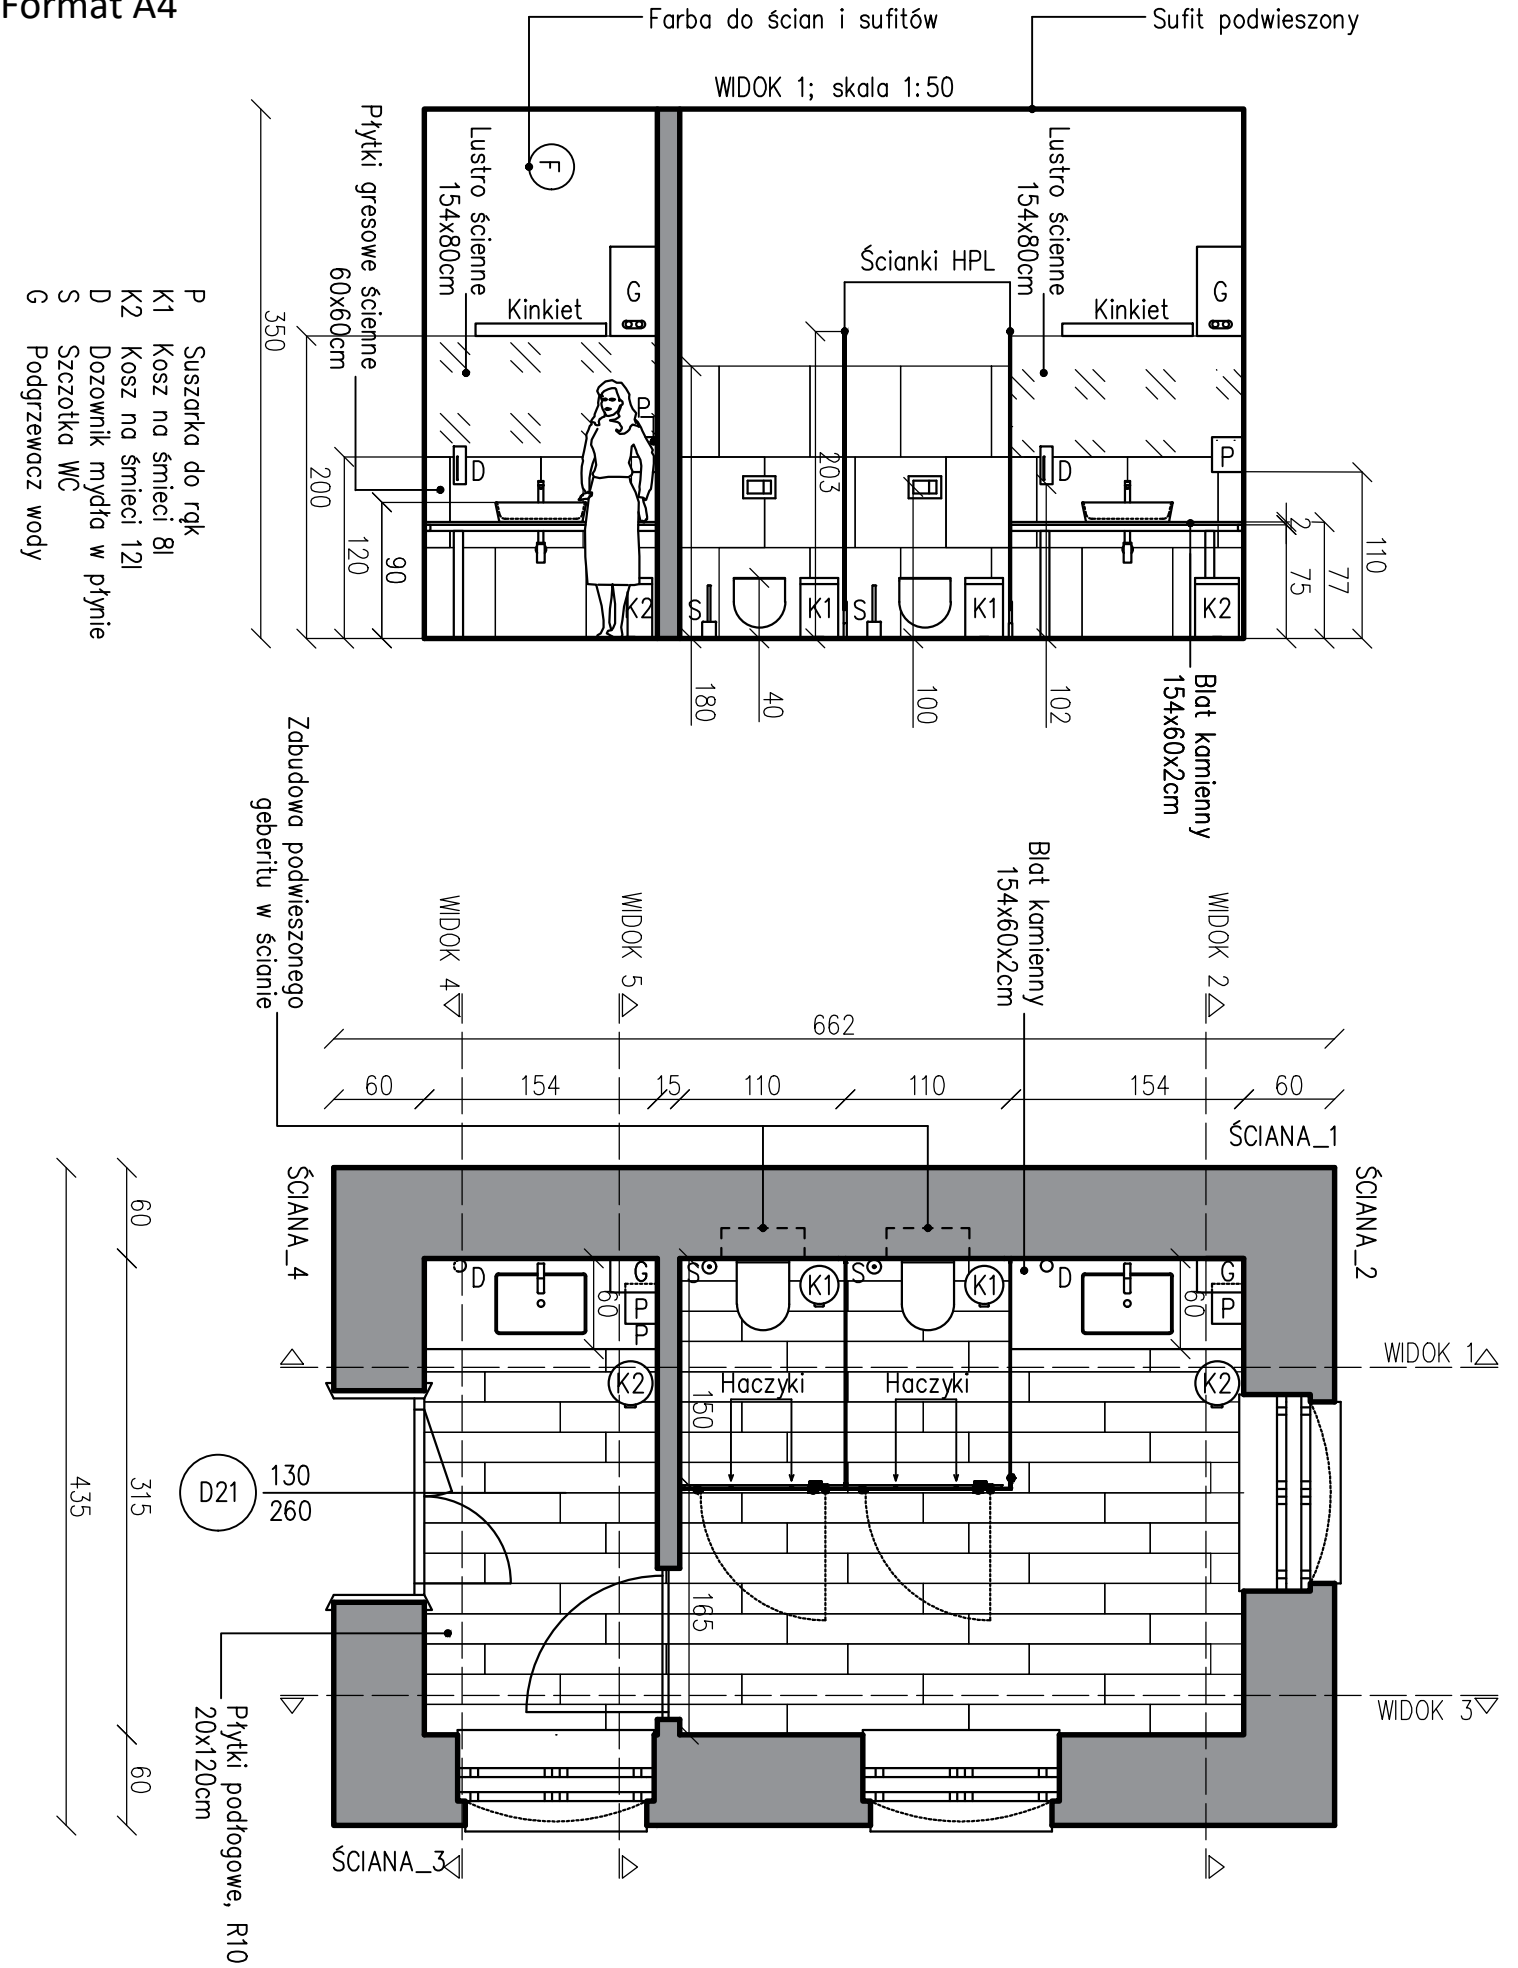 Format A4
Farba do ścian i sufitów
Sufit podwieszony
WIDOK 1; skala 1:50
Płytki gresowe ścienne
60x60cm
Lustro ścienne
154x80cm
F
Lustro ścienne
154x80cm
Ścianki HPL
G
G
Kinkiet
Kinkiet
P
P
D
D
K2
S
K1
S
K1
K2
350
200
120
90
203
180
40
100
102
2
75
77
110
P Suszarka do rąk
K1 Kosz na śmieci 8l
K2 Kosz na śmieci 12l
D Dozownik mydła w płynie
S Szczotka WC
G Podgrzewacz wody
Blat kamienny
154x60x2cm
Zabudowa podwieszonego
geberitu w ścianie
Blat kamienny
154x60x2cm
WIDOK 4
WIDOK 5
WIDOK 2
662
60
154
15
110
110
154
60
ŚCIANA_1
ŚCIANA_4
ŚCIANA_2
D
G
60
P
P
S
K1
S
K1
D
G
60
P
K2
K2
WIDOK 1
Haczyki
Haczyki
150
165
60
315
60
435
D21
130
260
WIDOK 3
Płytki podłogowe, R10
20x120cm
ŚCIANA_3